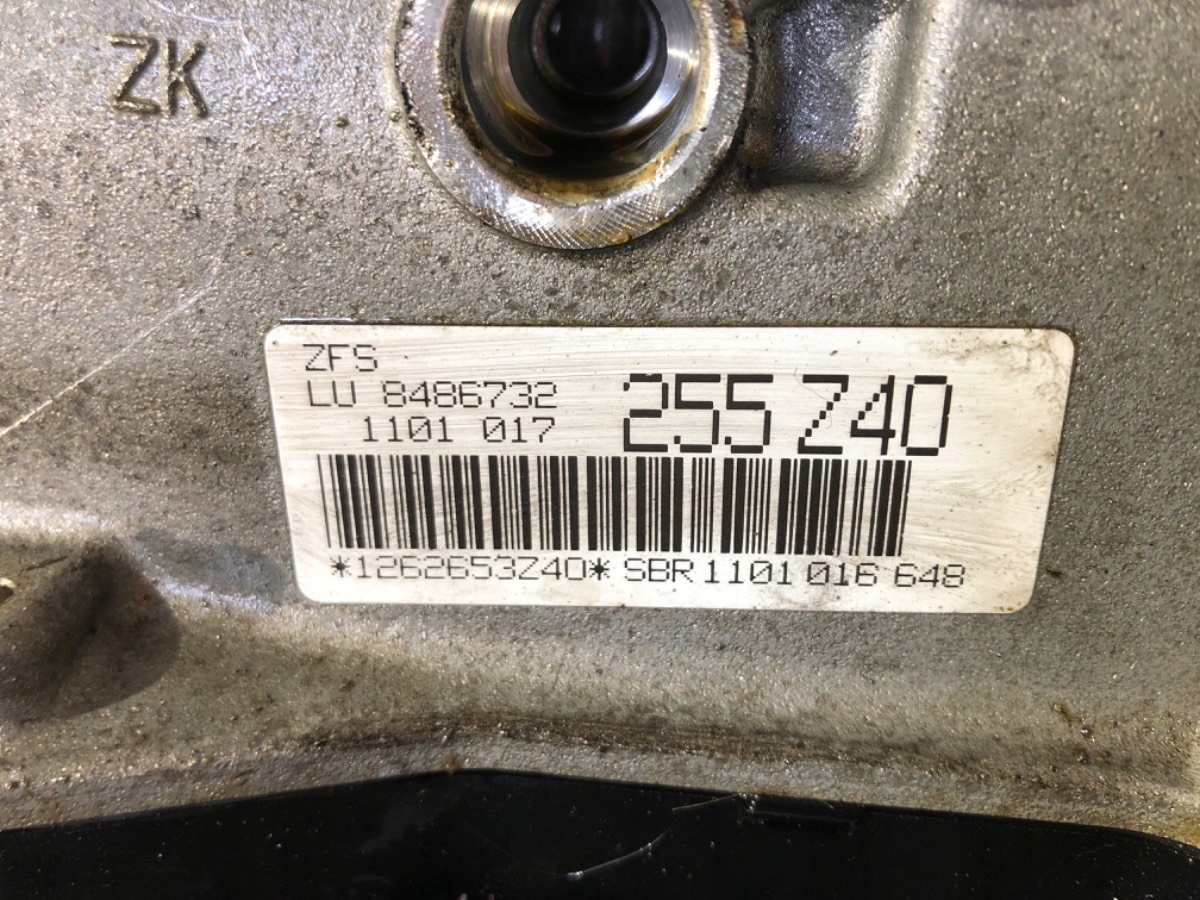 ZK
ZFS
LU 8486732
1101 017
255 Z40
*1262653Z40* SBR 1101 016 648